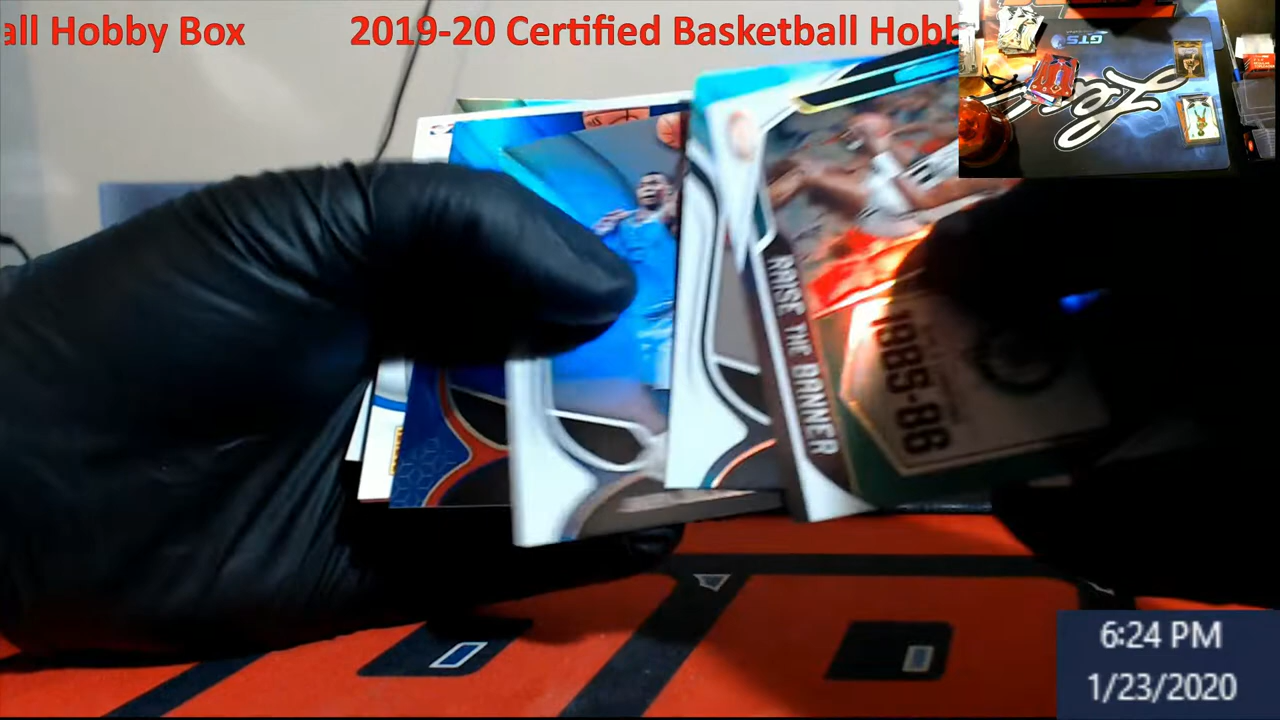 all Hobby Box 2019-20 Certified Basketball Hobb
GTS
RAISE THE BANNER
1985-86
6:24 PM
1/23/2020